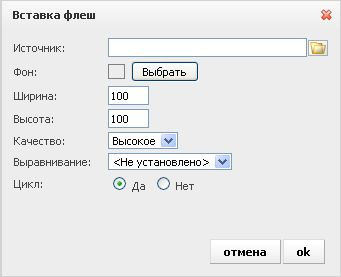 Вставка флеш
Источник:
Фон: Выбрать
Ширина: 100
Высота: 100
Качество: Высокое
Выравнивание: <Не установлено>
Цикл: Да Нет
отмена ok